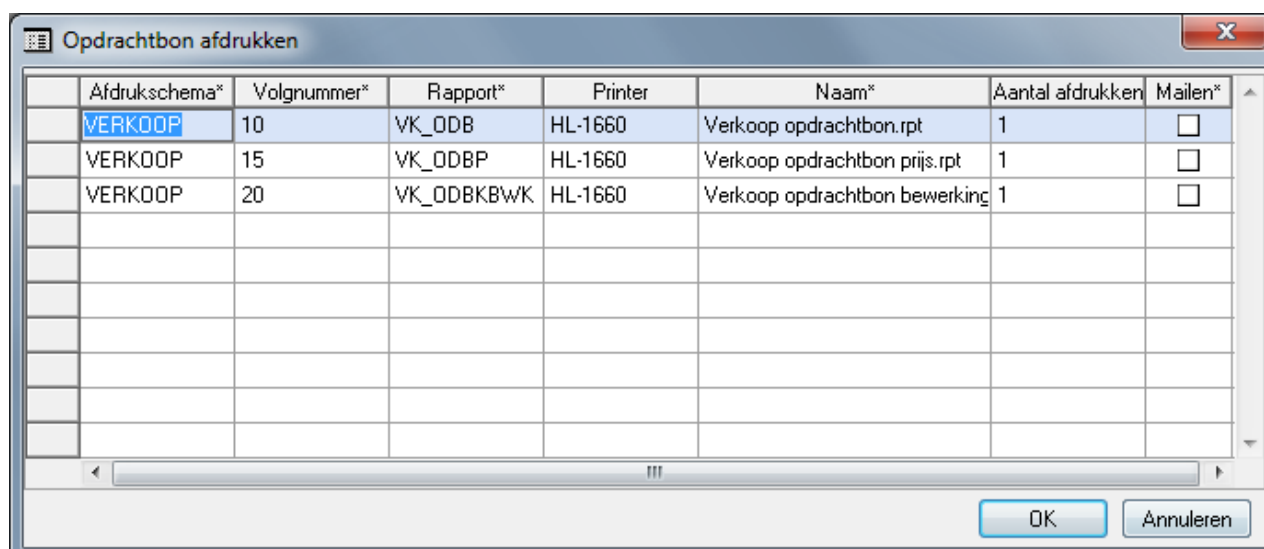 Opdrachtbon afdrukken
Afdrukschema* Volgnummer* Rapport* Printer Naam* Aantal afdrukken Mailen*
VERKOOP 10 VK_ODB HL-1660 Verkoop opdrachtbon.rpt 1
VERKOOP 15 VK_ODBP HL-1660 Verkoop opdrachtbon prijs.rpt 1
VERKOOP 20 VK_ODBKBWK HL-1660 Verkoop opdrachtbon bewerking 1
OK Annuleren